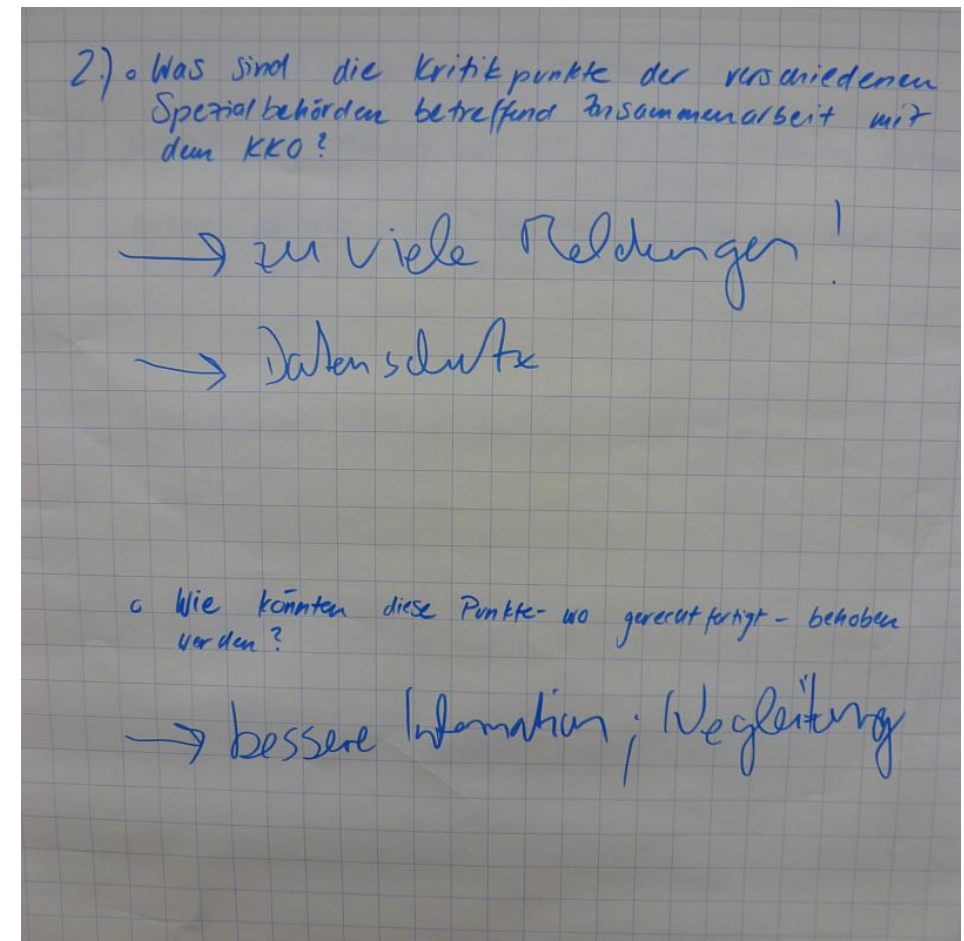 2.) • Was sind die Kritikpunkte der verschiedenen
Spezialbehörden betreffend Zusammenarbeit mit
dem KKO?
→ zu viele Meldungen!
→ Datenschutz
• Wie könnten diese Punkte - wo gerechtfertigt - behoben
werden?
→ bessere Information; Wegleitung